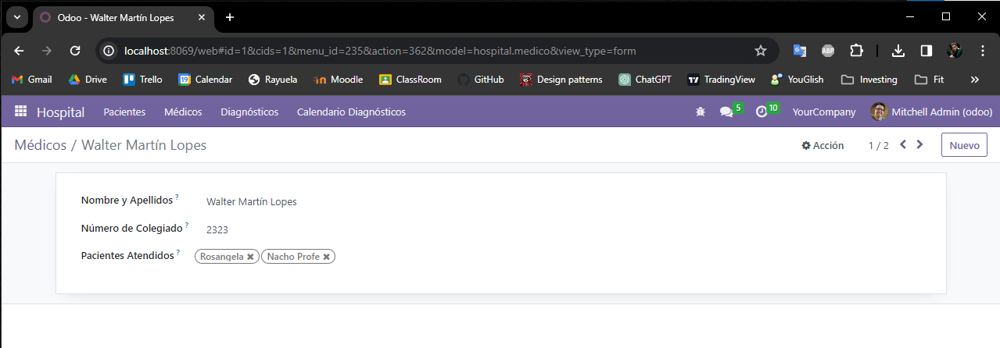 Odoo - Walter Martín Lopes
localhost:8069/web#id=1&cids=1&menu_id=235&action=362&model=hospital.medico&view_type=form
Gmail Drive Trello 19 Calendar Rayuela Moodle ClassRoom GitHub Design patterns ChatGPT TradingView YouGlish Investing Fit »
Hospital Pacientes Médicos Diagnósticos Calendario Diagnósticos 5 10 YourCompany Mitchell Admin (odoo)
Médicos / Walter Martín Lopes Acción 1 / 2 Nuevo
Nombre y Apellidos ? Walter Martín Lopes
Número de Colegiado ? 2323
Pacientes Atendidos ? Rosangela Nacho Profe